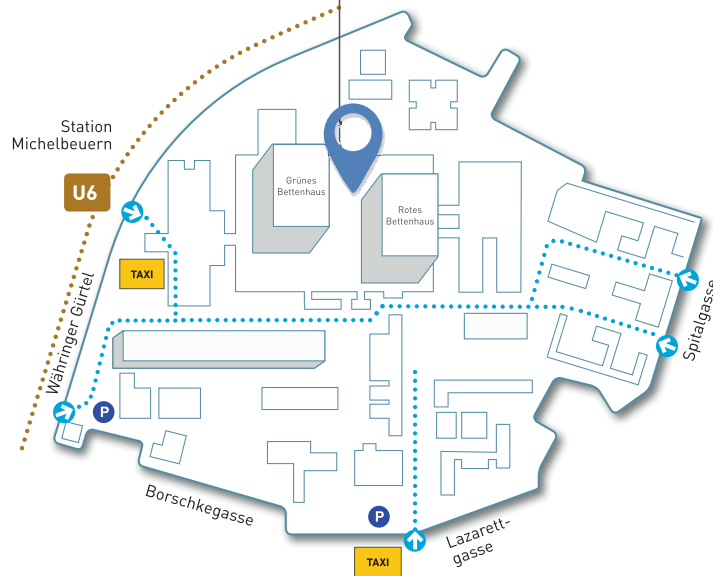 Station
Michelbeuern
U6
Grünes
Bettenhaus
Rotes
Bettenhaus
TAXI
Währinger Gürtel
Spitalgasse
P
Borschkegasse
P
Lazarett-
gasse
TAXI